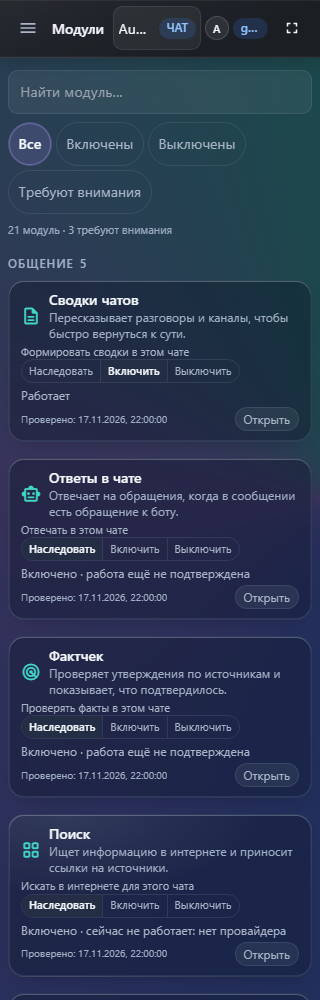 Модули
Au...
ЧАТ
A
g...
Найти модуль...
Все
Включены
Выключены
Требуют внимания
21 модуль · 3 требуют внимания
ОБЩЕНИЕ 5
Сводки чатов
Пересказывает разговоры и каналы, чтобы
быстро вернуться к сути.
Формировать сводки в этом чате
Наследовать
Включить
Выключить
Работает
Проверено: 17.11.2026, 22:00:00
Открыть
Ответы в чате
Отвечает на обращения, когда в сообщении
есть обращение к боту.
Отвечать в этом чате
Наследовать
Включить
Выключить
Включено · работа ещё не подтверждена
Проверено: 17.11.2026, 22:00:00
Открыть
Фактчек
Проверяет утверждения по источникам и
показывает, что подтвердилось.
Проверять факты в этом чате
Наследовать
Включить
Выключить
Включено · работа ещё не подтверждена
Проверено: 17.11.2026, 22:00:00
Открыть
Поиск
Ищет информацию в интернете и приносит
ссылки на источники.
Искать в интернете для этого чата
Наследовать
Включить
Выключить
Включено · сейчас не работает: нет провайдера
Проверено: 17.11.2026, 22:00:00
Открыть